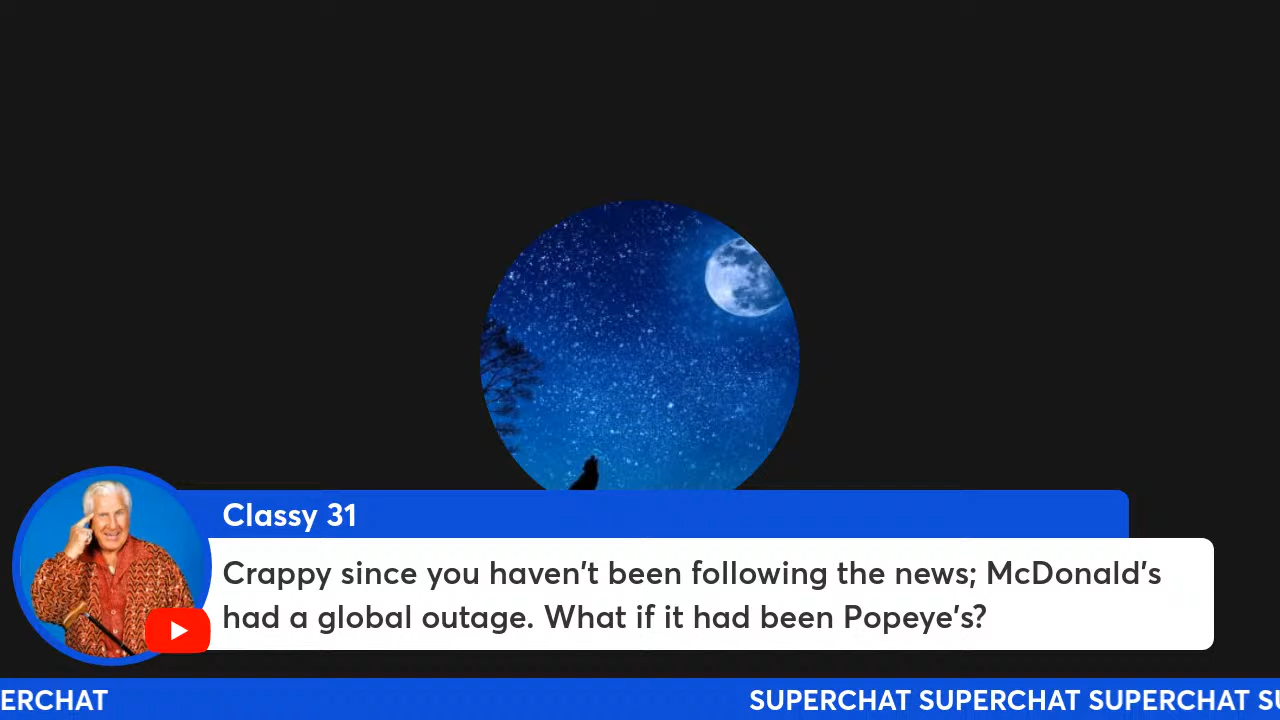 Classy 31
Crappy since you haven't been following the news; McDonald's
had a global outage. What if it had been Popeye's?
ERCHAT SUPERCHAT SUPERCHAT SUPERCHAT SU